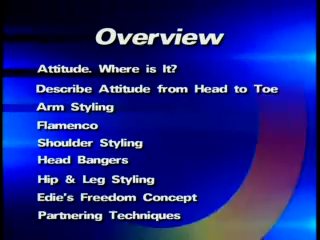 Overview
Attitude. Where is It?
Describe Attitude from Head to Toe
Arm Styling
Flamenco
Shoulder Styling
Head Bangers
Hip & Leg Styling
Edie's Freedom Concept
Partnering Techniques